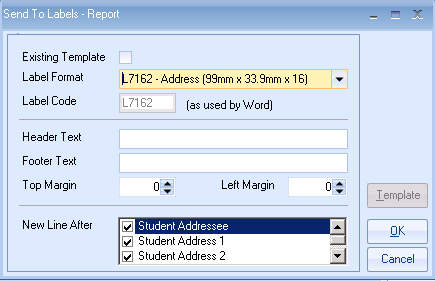 Send To Labels - Report
Existing Template
Label Format L7162 - Address (99mm x 33.9mm x 16)
Label Code L7162 (as used by Word)
Header Text
Footer Text
Top Margin 0 Left Margin 0
Template
New Line After Student Addressee
Student Address 1
Student Address 2
OK
Cancel